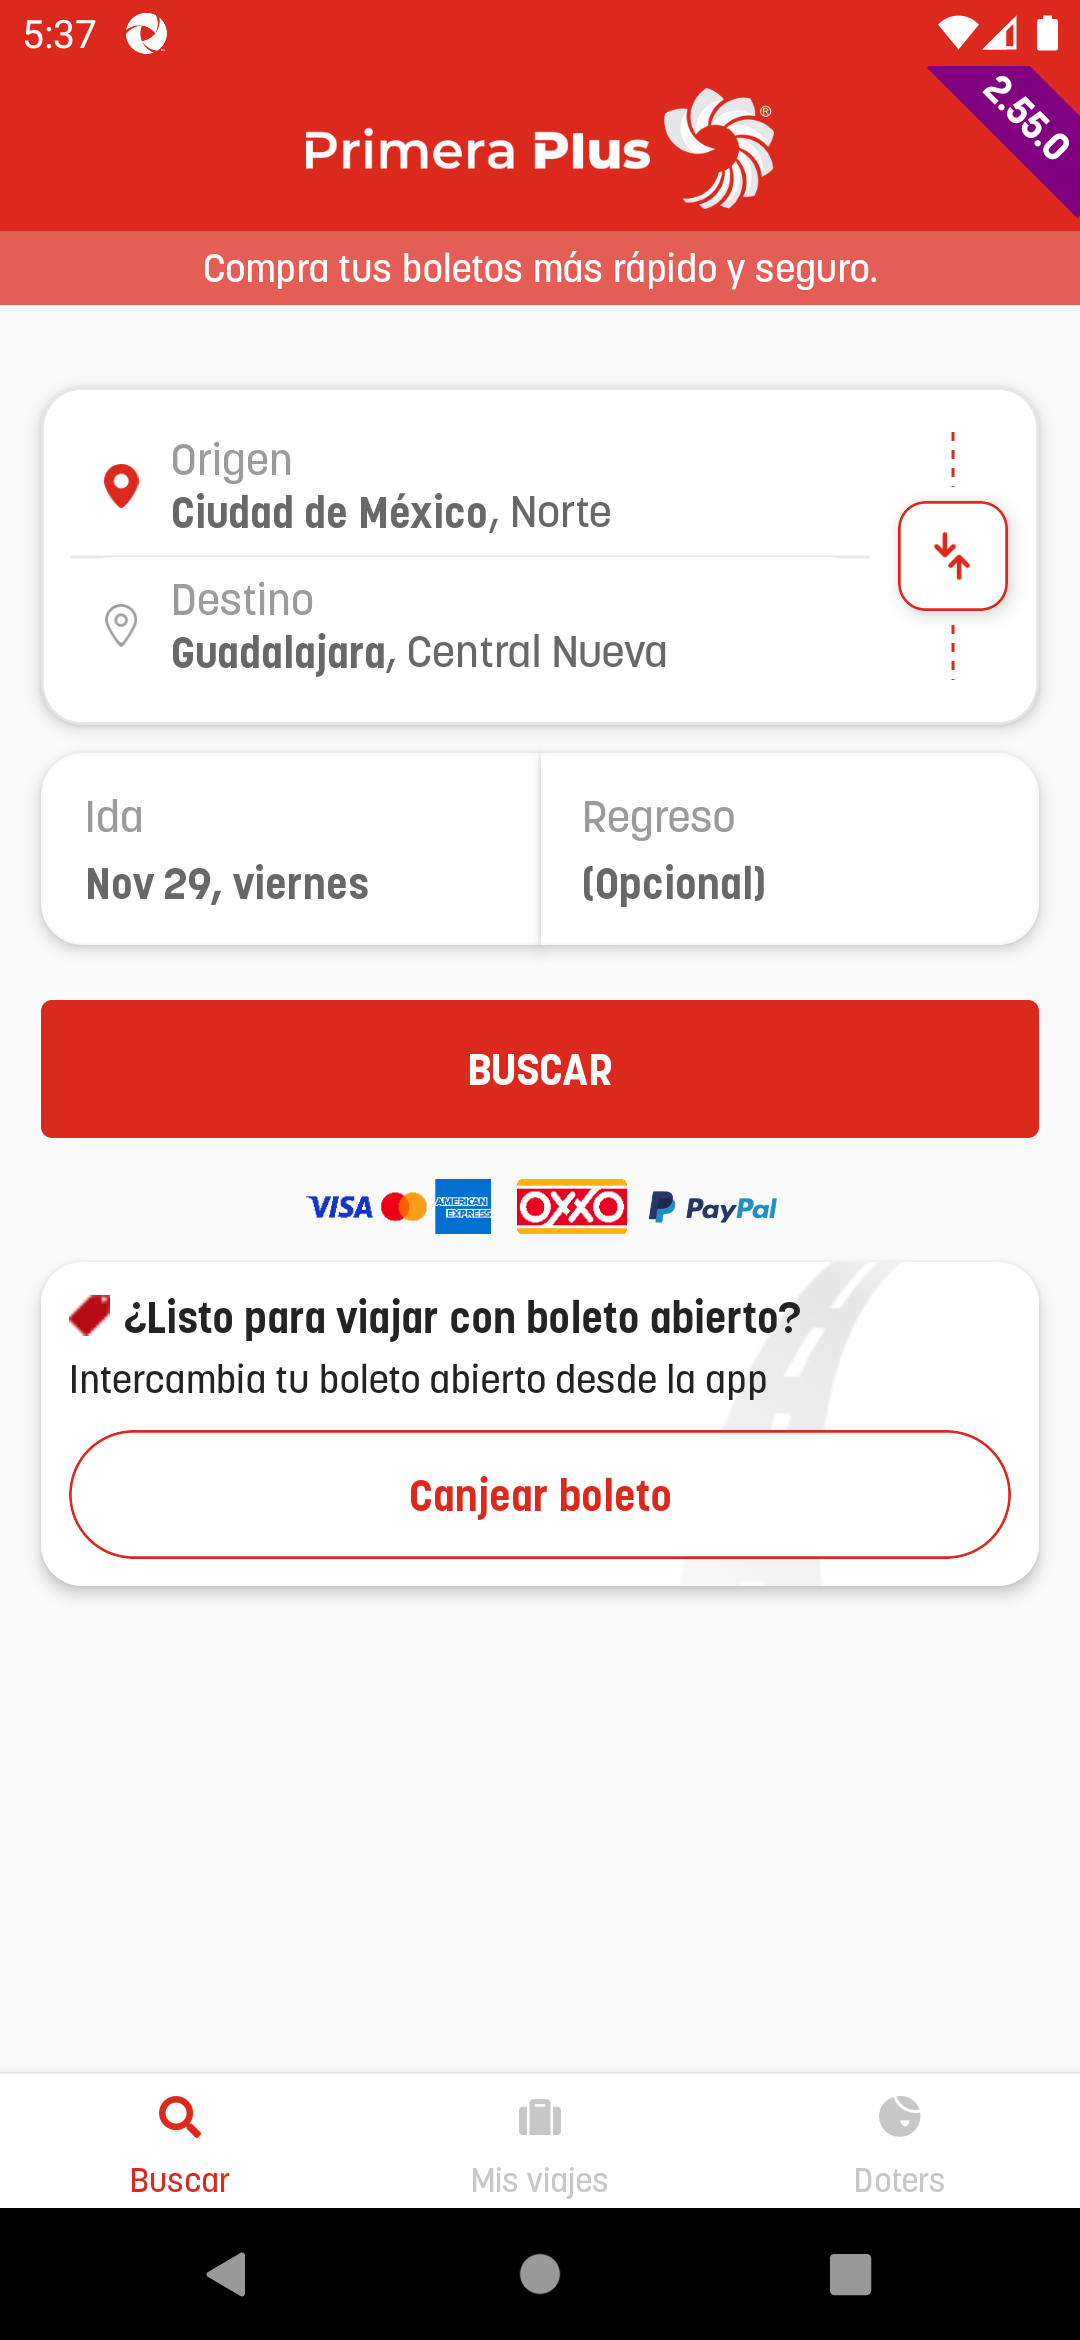 5:37
Primera Plus®
2.55.0
Compra tus boletos más rápido y seguro.
Origen
Ciudad de México, Norte
Destino
Guadalajara, Central Nueva
Ida
Regreso
Nov 29, viernes
(Opcional)
BUSCAR
VISA AMERICAN EXPRESS OXXO PayPal
¿Listo para viajar con boleto abierto?
Intercambia tu boleto abierto desde la app
Canjear boleto
Buscar
Mis viajes
Doters